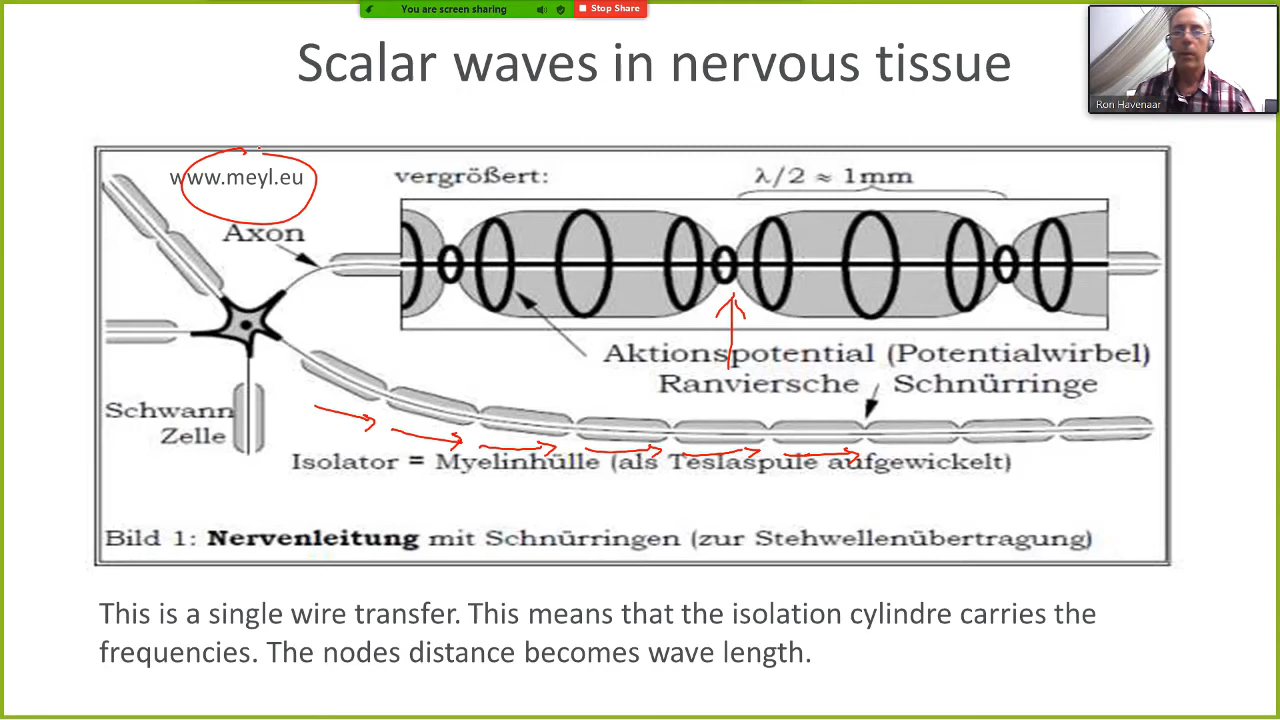 You are screen sharing
Stop Share
Scalar waves in nervous tissue
Ron Havenaar
www.meyl.eu
vergrößert:
λ/2 ≈ 1mm
Axon
Aktionspotential (Potentialwirbel)
Ranviersche Schnürringe
Schwann
Zelle
Isolator = Myelinhülle (als Teslaspule aufgewickelt)
Bild 1: Nervenleitung mit Schnürringen (zur Stehwellenübertragung)
This is a single wire transfer. This means that the isolation cylindre carries the
frequencies. The nodes distance becomes wave length.